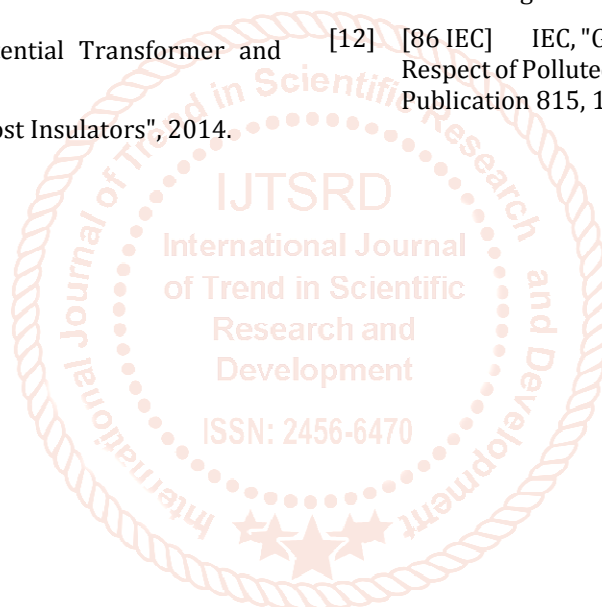 ential Transformer and
ost Insulators", 2014.
[12] [86 IEC] IEC, "G
Respect of Pollute
Publication 815, 1
International Journal of Trend in Scientific Research and Development
IJTSRD
International Journal
of Trend in Scientific
Research and
Development
ISSN: 2456-6470